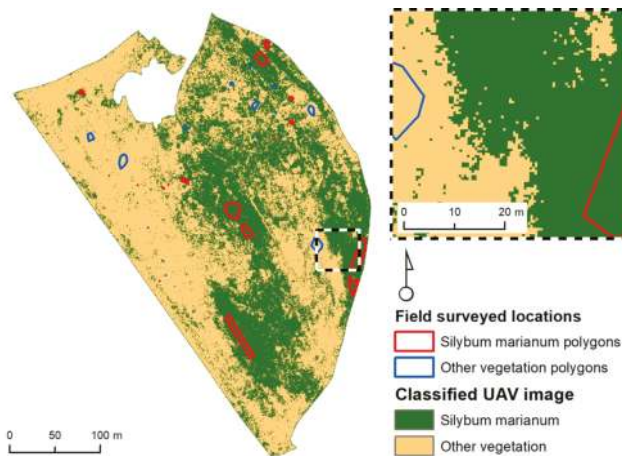 0 10 20 m
Field surveyed locations
Silybum marianum polygons
Other vegetation polygons
Classified UAV image
Silybum marianum
Other vegetation
0 50 100 m